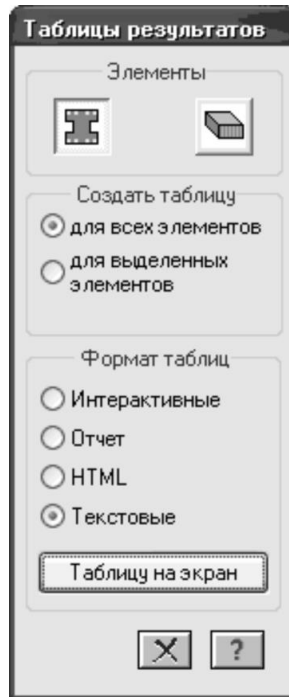 Таблицы результатов
Элементы
Создать таблицу
для всех элементов
для выделенных
элементов
Формат таблиц
Интерактивные
Отчет
HTML
Текстовые
Таблицу на экран
?